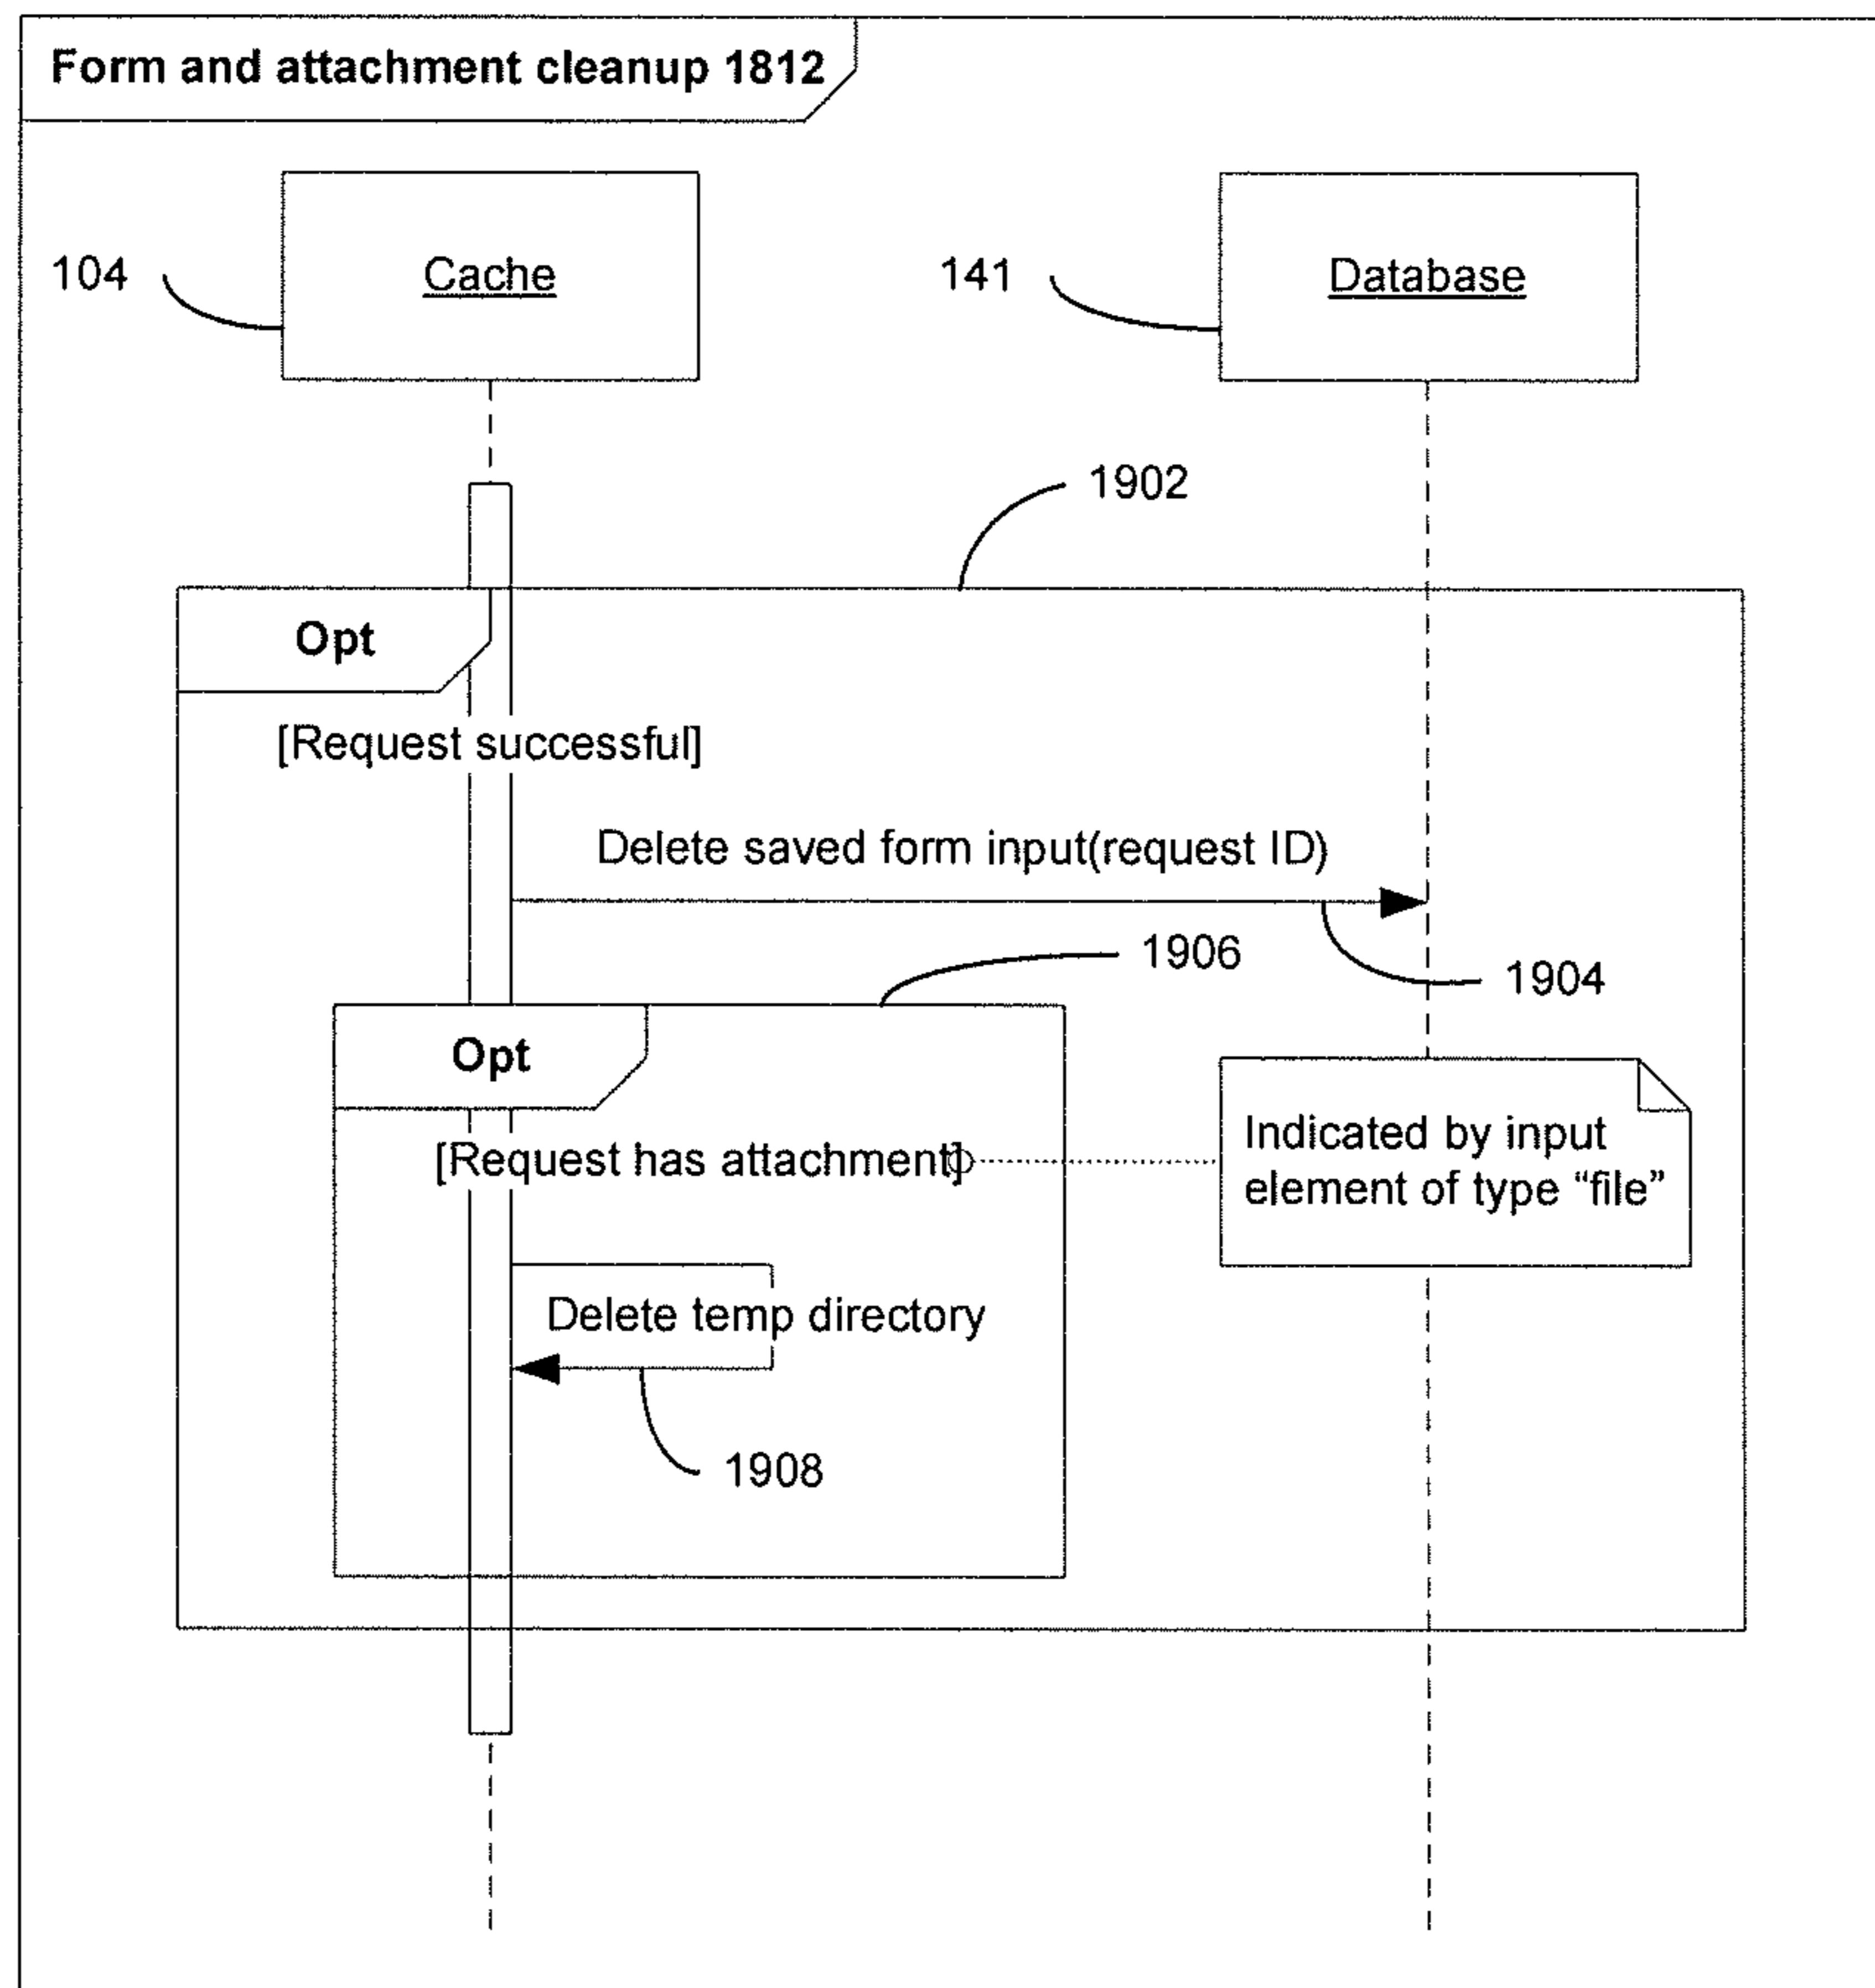 Form and attachment cleanup 1812
104
Cache
141
Database
1902
Opt
[Request successful]
Delete saved form input(request ID)
1906
1904
Opt
Indicated by input
element of type “file”
[Request has attachment]
Delete temp directory
1908